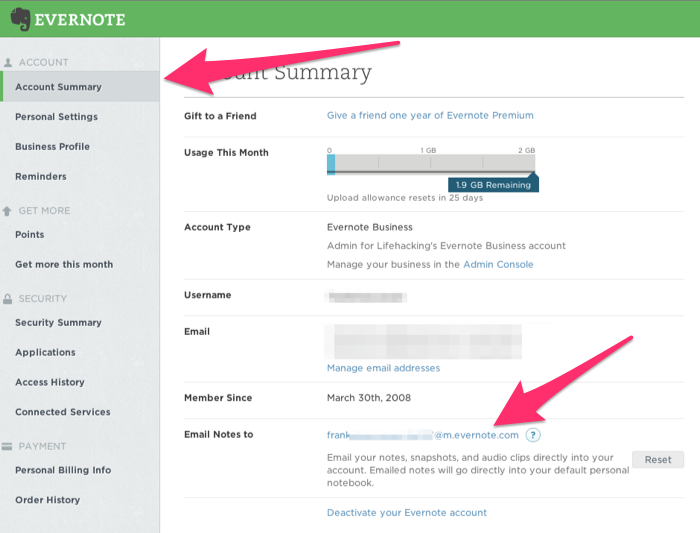 EVERNOTE
ACCOUNT
Account Summary
Personal Settings
Business Profile
Reminders
GET MORE
Points
Get more this month
SECURITY
Security Summary
Applications
Access History
Connected Services
PAYMENT
Personal Billing Info
Order History
Summary
Gift to a Friend
Give a friend one year of Evernote Premium
Usage This Month
0 1 GB 2 GB
1.9 GB Remaining
Upload allowance resets in 25 days
Account Type
Evernote Business
Admin for Lifehacking's Evernote Business account
Manage your business in the Admin Console
Username
Email
Manage email addresses
Member Since
March 30th, 2008
Email Notes to
frank @m.evernote.com ?
Email your notes, snapshots, and audio clips directly into your
account. Emailed notes will go directly into your default personal
notebook.
Reset
Deactivate your Evernote account